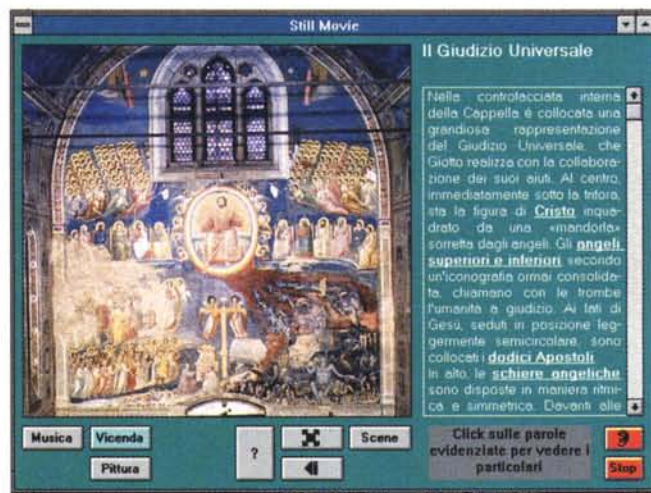 Still Movie
Il Giudizio Universale
Nella controfacciata interna
della Cappella è collocata una
grandiosa rappresentazione
del Giudizio Universale, che
Giotto realizza con la collabora-
zione dei suoi aiuti. Al centro,
immediatamente sotto la trifora,
sta la figura di Cristo inqua-
drato da una «mandorla»
sorretta dagli angeli. Gli angeli
superiori e inferiori, secondo
un'iconografia ormai consolida-
ta, chiamano con le trombe
l'umanità a giudizio. Ai lati di
Gesù, seduti in posizione leg-
germente semicircolare, sono
collocati i dodici Apostoli
In alto, le schiere angeliche
sono disposte in maniera ritmi-
ca e simmetrica. Davanti alle
Musica
Vicenda
Pittura
?
Scene
Click sulle parole
evidenziate per vedere i
particolari
?
Stop